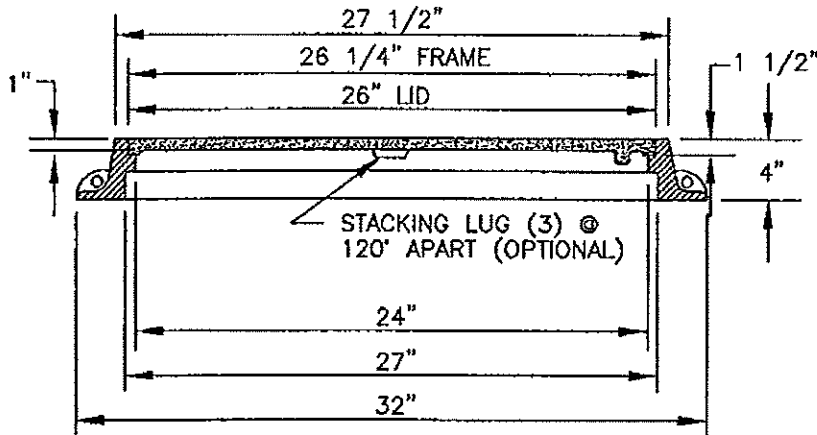 27 1/2"
26 1/4" FRAME
1 1/2"
1"
26" LID
4"
STACKING LUG (3) @
120' APART (OPTIONAL)
24"
27"
32"